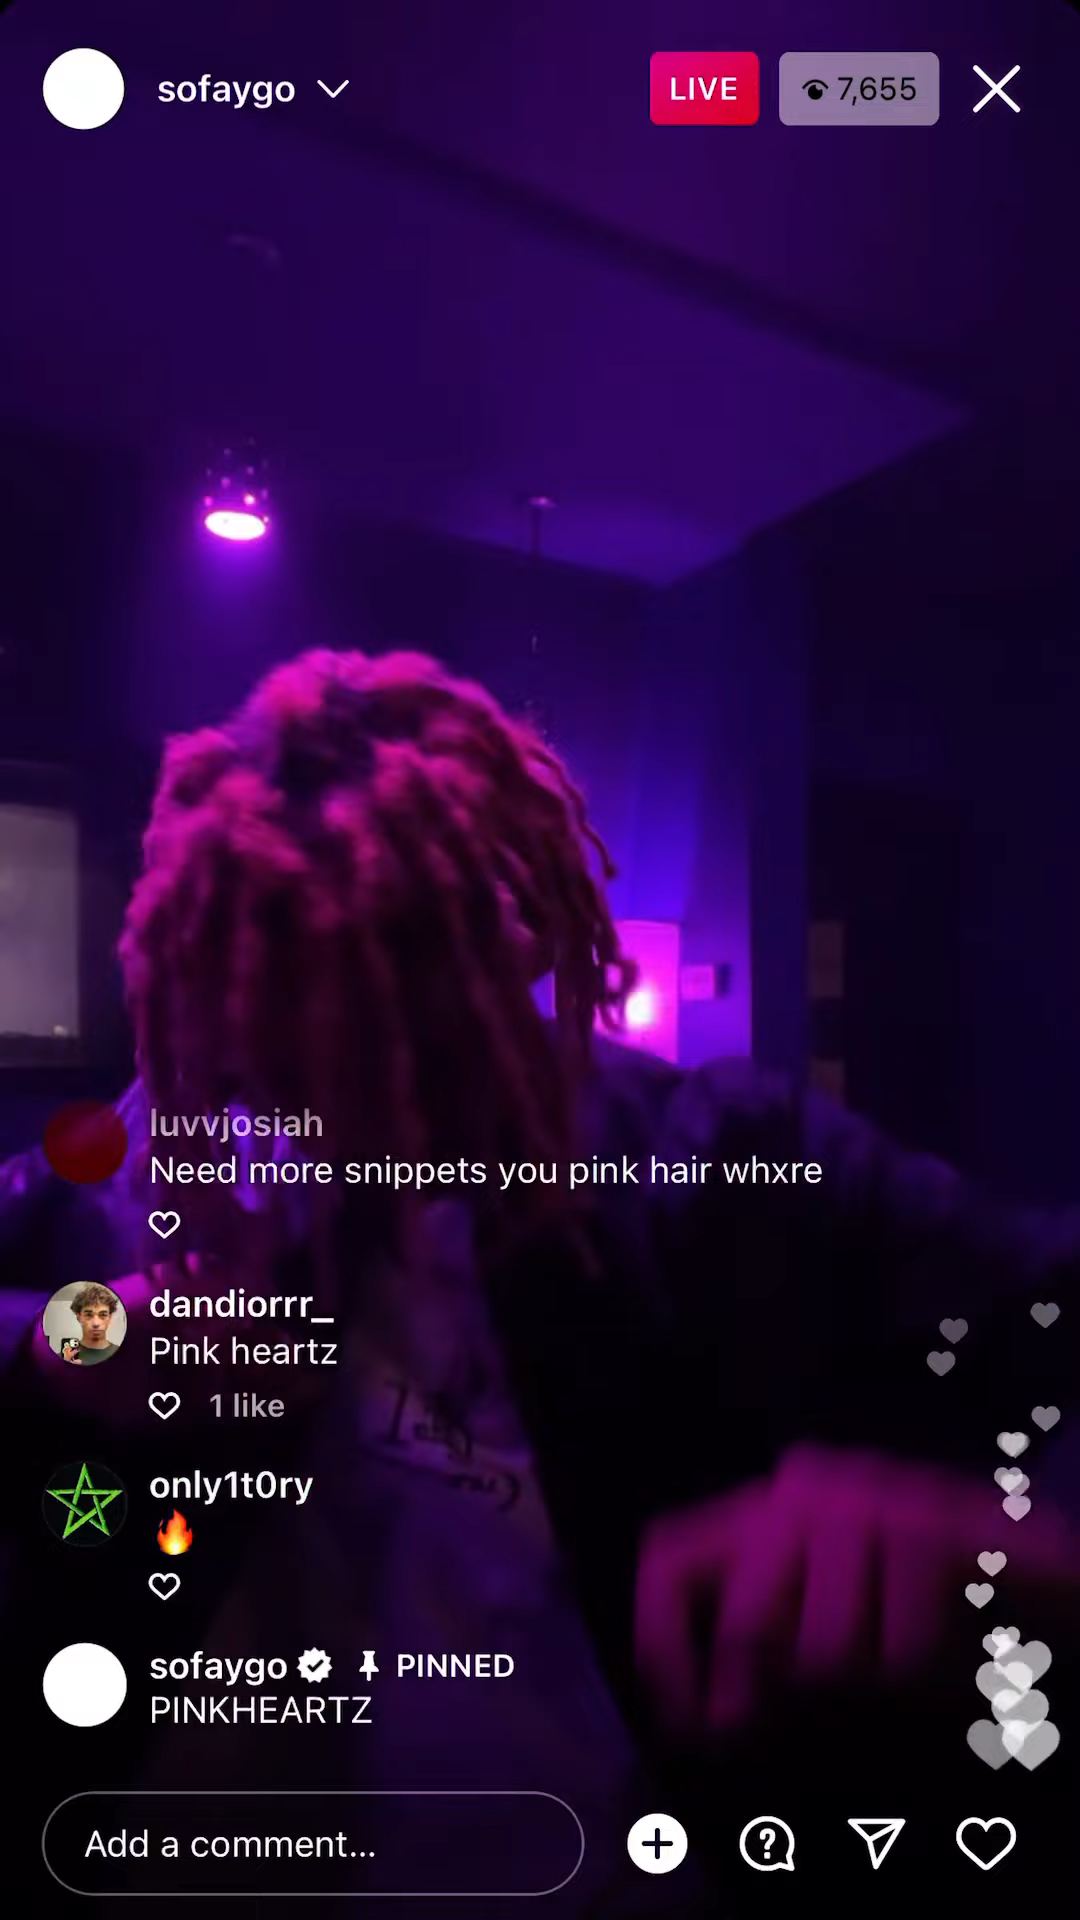 sofaygo
LIVE
7,655
luvvjosiah
Need more snippets you pink hair whxre
dandiorrr_
Pink heartz
1 like
only1t0ry
🔥
sofaygo PINNED
PINKHEARTZ
Add a comment...